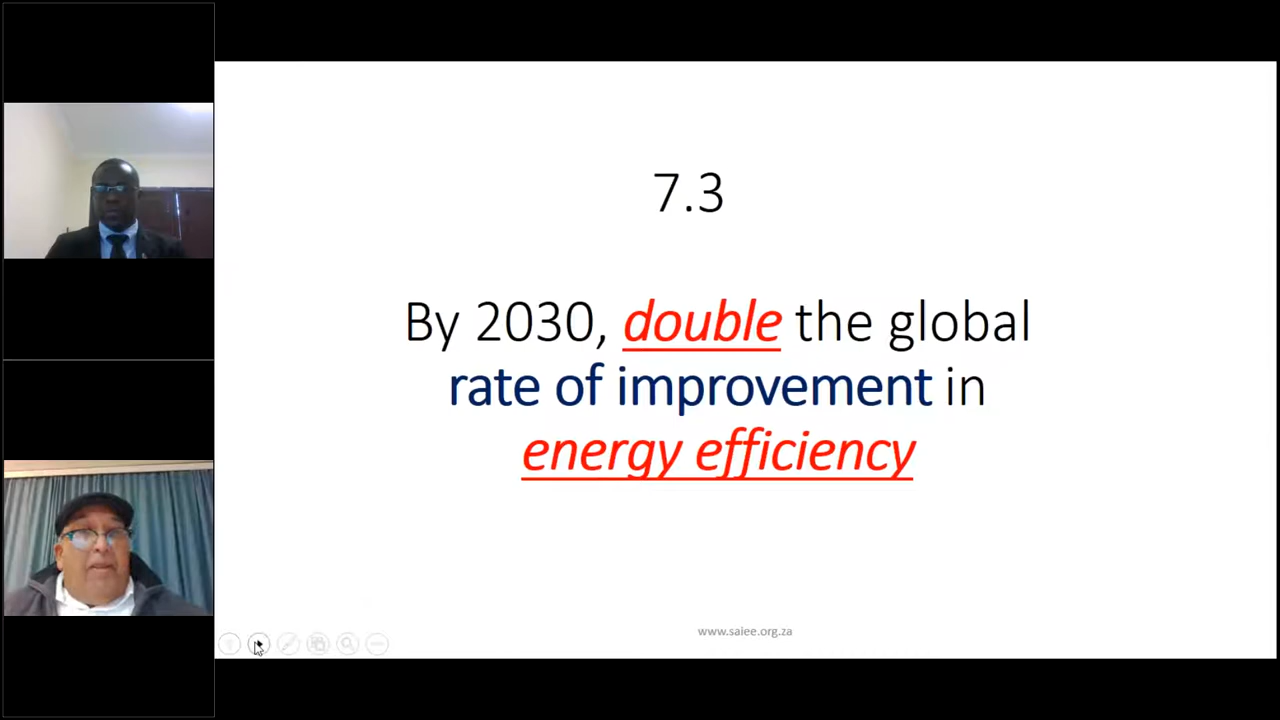 7.3
By 2030, double the global
rate of improvement in
energy efficiency
www.saiee.org.za